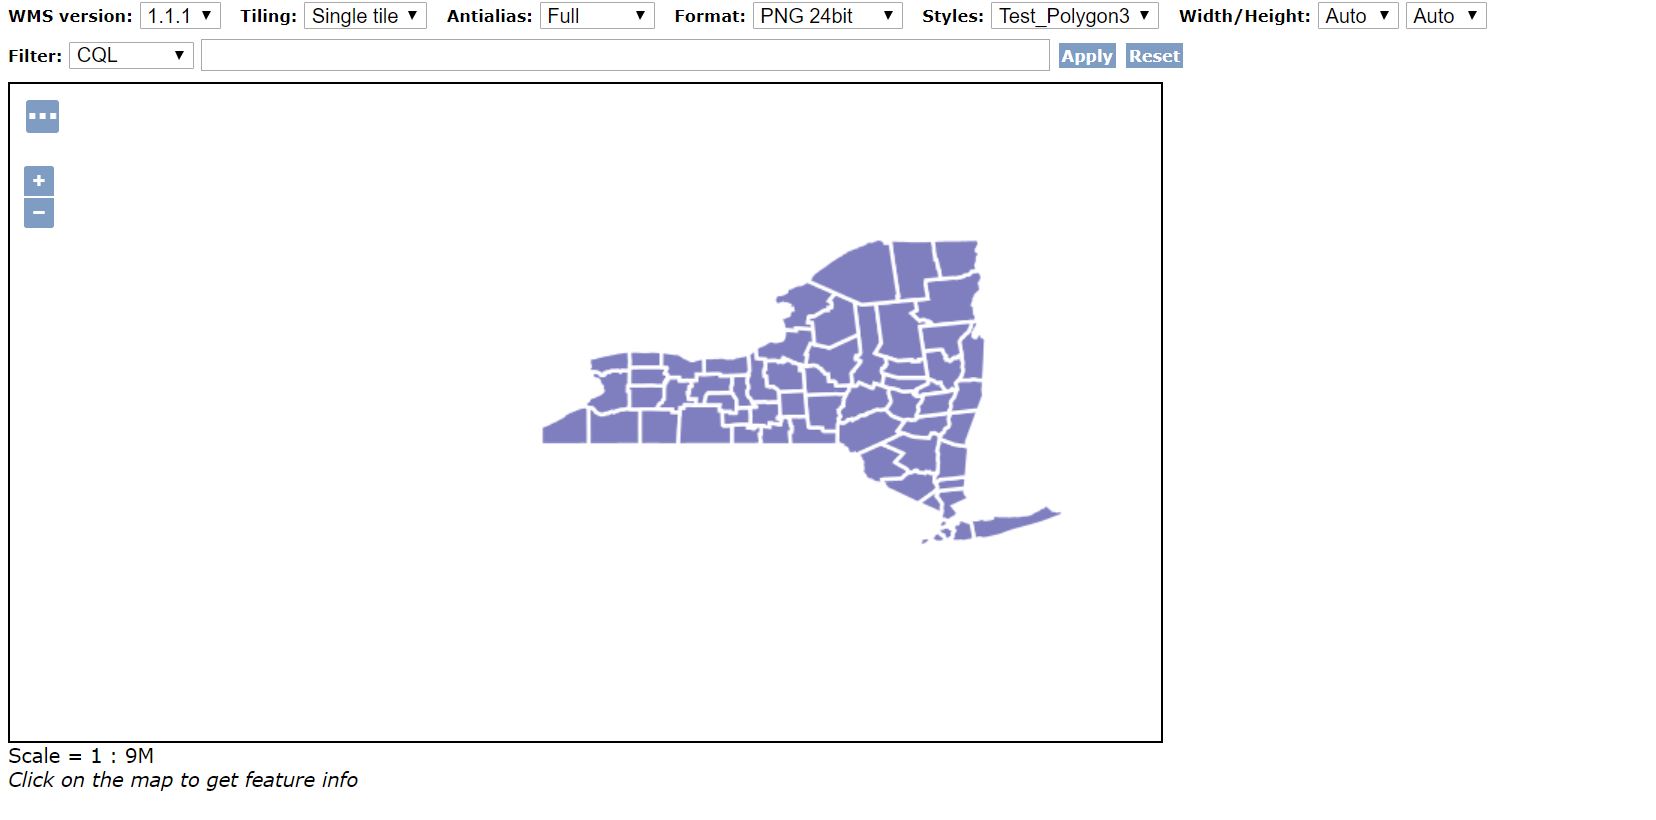 WMS version: 1.1.1 Tiling: Single tile Antialias: Full Format: PNG 24bit Styles: Test_Polygon3 Width/Height: Auto Auto
Filter: CQL Apply Reset
...
+
−
Scale = 1 : 9M
Click on the map to get feature info